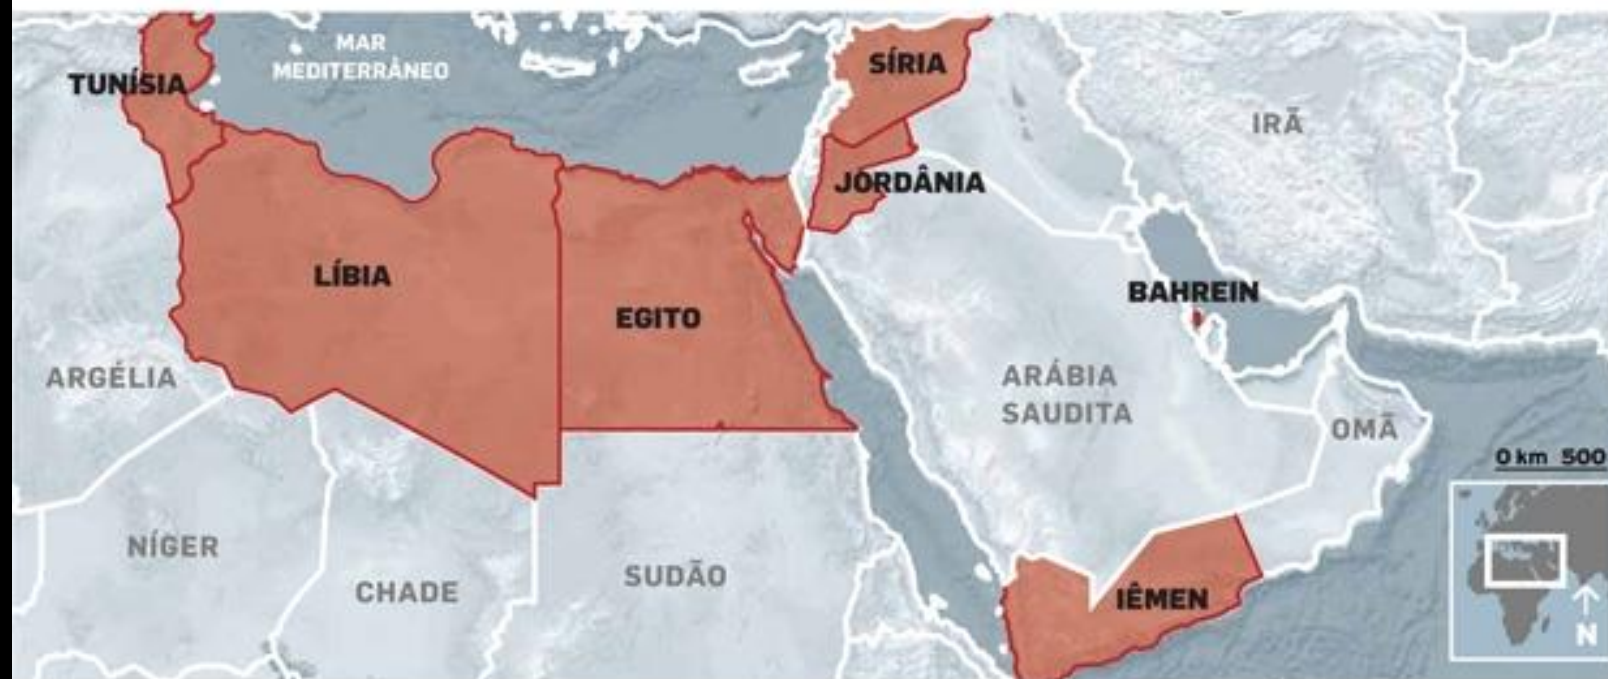 MAR
MEDITERRÂNEO
SÍRIA
TUNÍSIA
IRÃ
JORDÂNIA
LÍBIA
BAHREIN
EGITO
ARGÉLIA
ARÁBIA
SAUDITA
OMÃ
0 km 500
NÍGER
CHADE
SUDÃO
IÊMEN
N